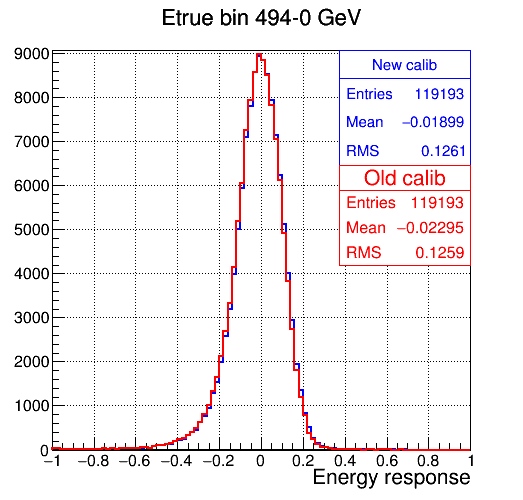 Etrue bin 494-0 GeV
New calib
Entries 119193
Mean −0.01899
RMS 0.1261
Old calib
Entries 119193
Mean −0.02295
RMS 0.1259
9000
8000
7000
6000
5000
4000
3000
2000
1000
0
−1 −0.8 −0.6 −0.4 −0.2 0 0.2 0.4 0.6 0.8 1
Energy response